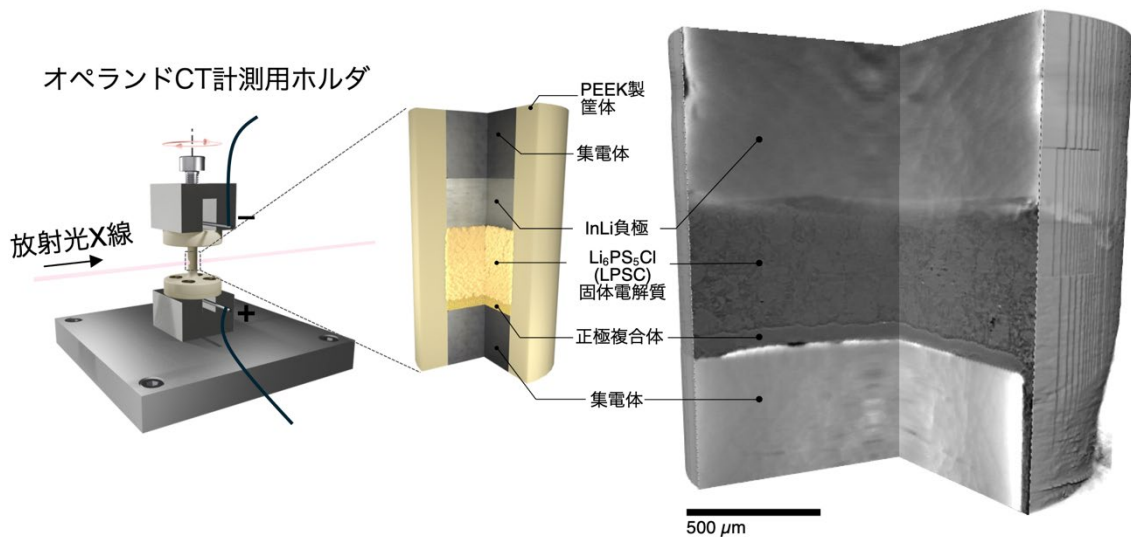 オペランドCT計測用ホルダ
放射光X線
−
+
PEEK製
筐体
集電体
InLi負極
Li₆PS₅Cl
(LPSC)
固体電解質
正極複合体
集電体
500 µm